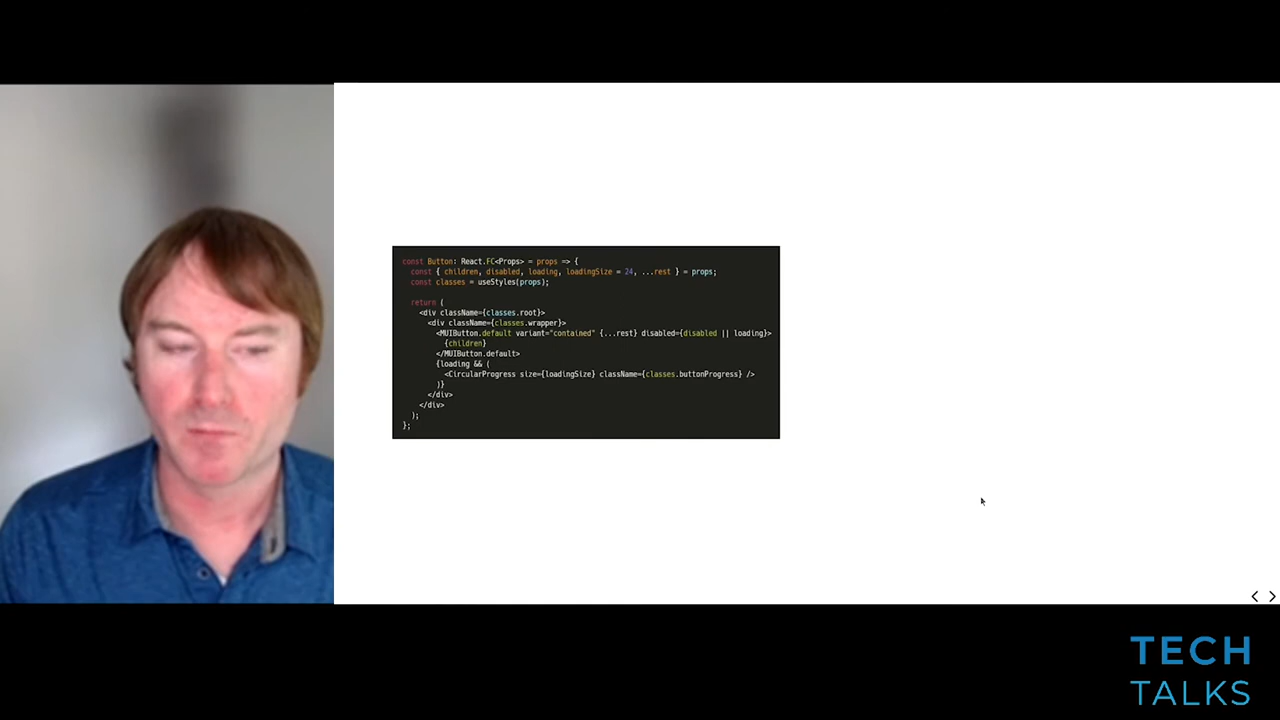 const Button: React.FC<Props> = props => {
const { children, disabled, loading, loadingSize = 24, ...rest } = props;
const classes = useStyles(props);
return (
<div className={classes.root}>
<div className={classes.wrapper}>
<MUIButton.default variant="contained" {...rest} disabled={disabled || loading}>
{children}
</MUIButton.default>
{loading && (
<CircularProgress size={loadingSize} className={classes.buttonProgress} />
)}
</div>
</div>
);
};
TECH
TALKS